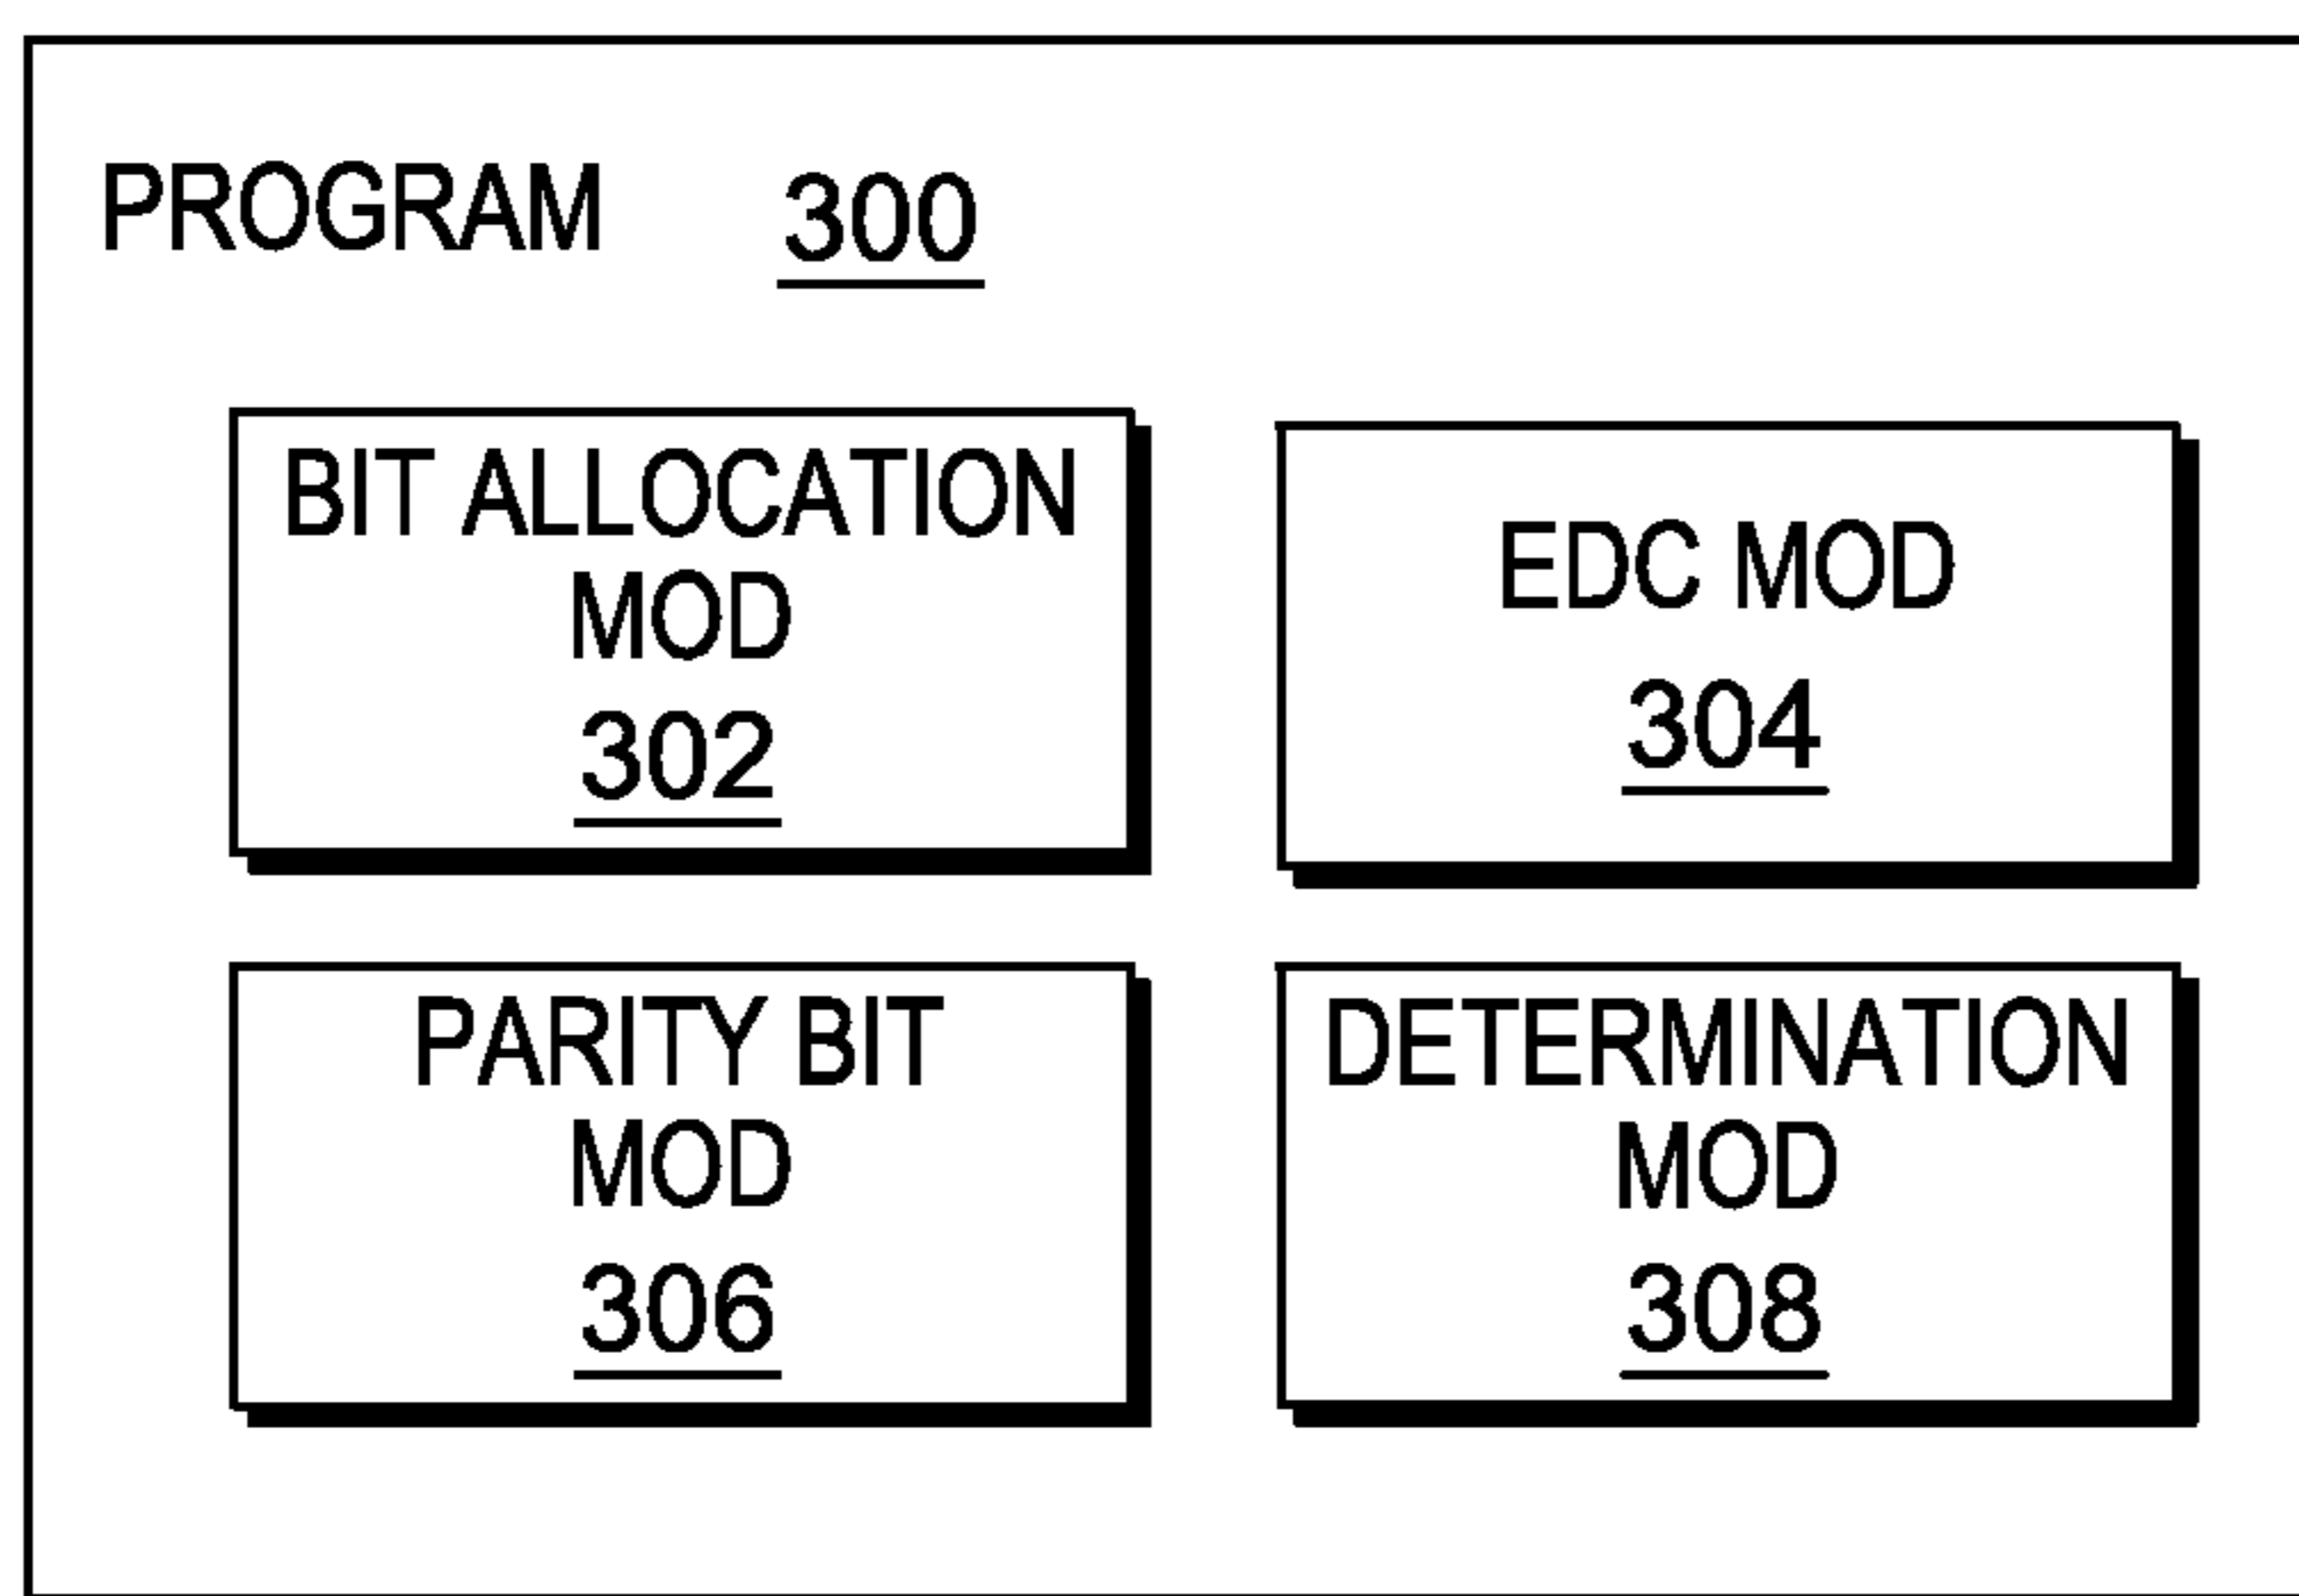 PROGRAM 300
BIT ALLOCATION
MOD
302
EDC MOD
304
PARITY BIT
MOD
306
DETERMINATION
MOD
308